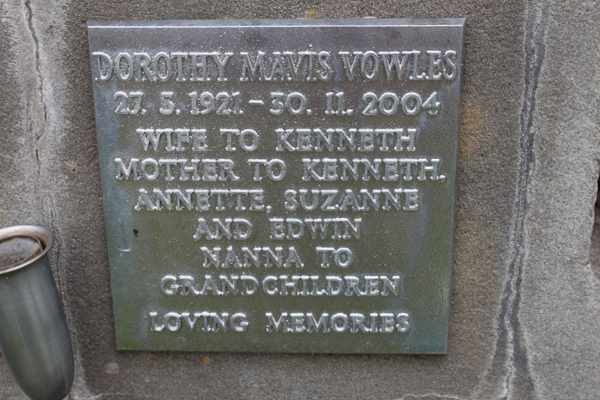 DOROTHY MAVIS VOWLES
27. 5. 1921 – 30. 11. 2004
WIFE TO KENNETH
MOTHER TO KENNETH,
ANNETTE, SUZANNE
AND EDWIN
NANNA TO
GRANDCHILDREN
LOVING MEMORIES